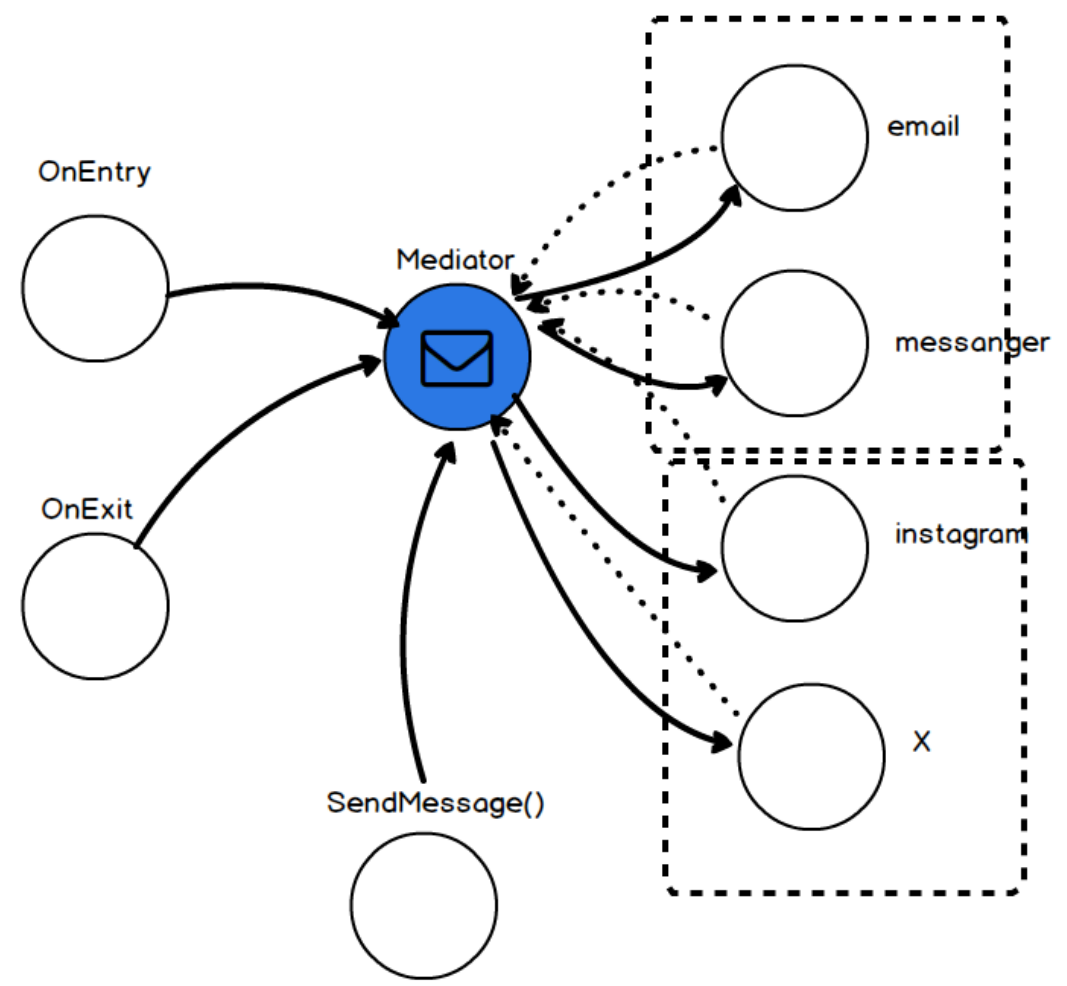 email
OnEntry
Mediator
messanger
OnExit
instagram
X
SendMessage()